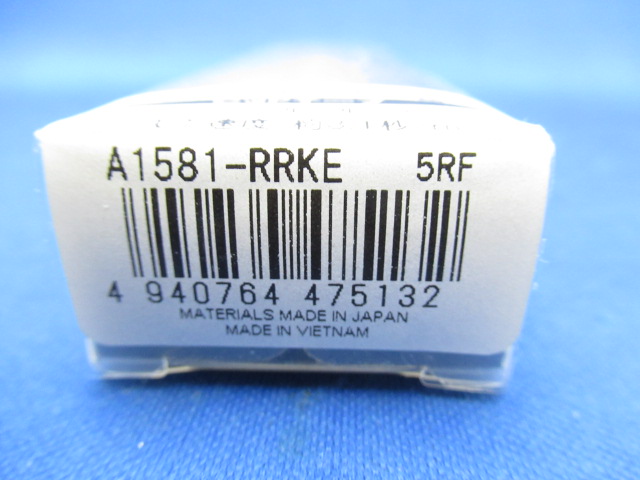 A1581-RRKE 5RF
4 940764 475132
MATERIALS MADE IN JAPAN
MADE IN VIETNAM